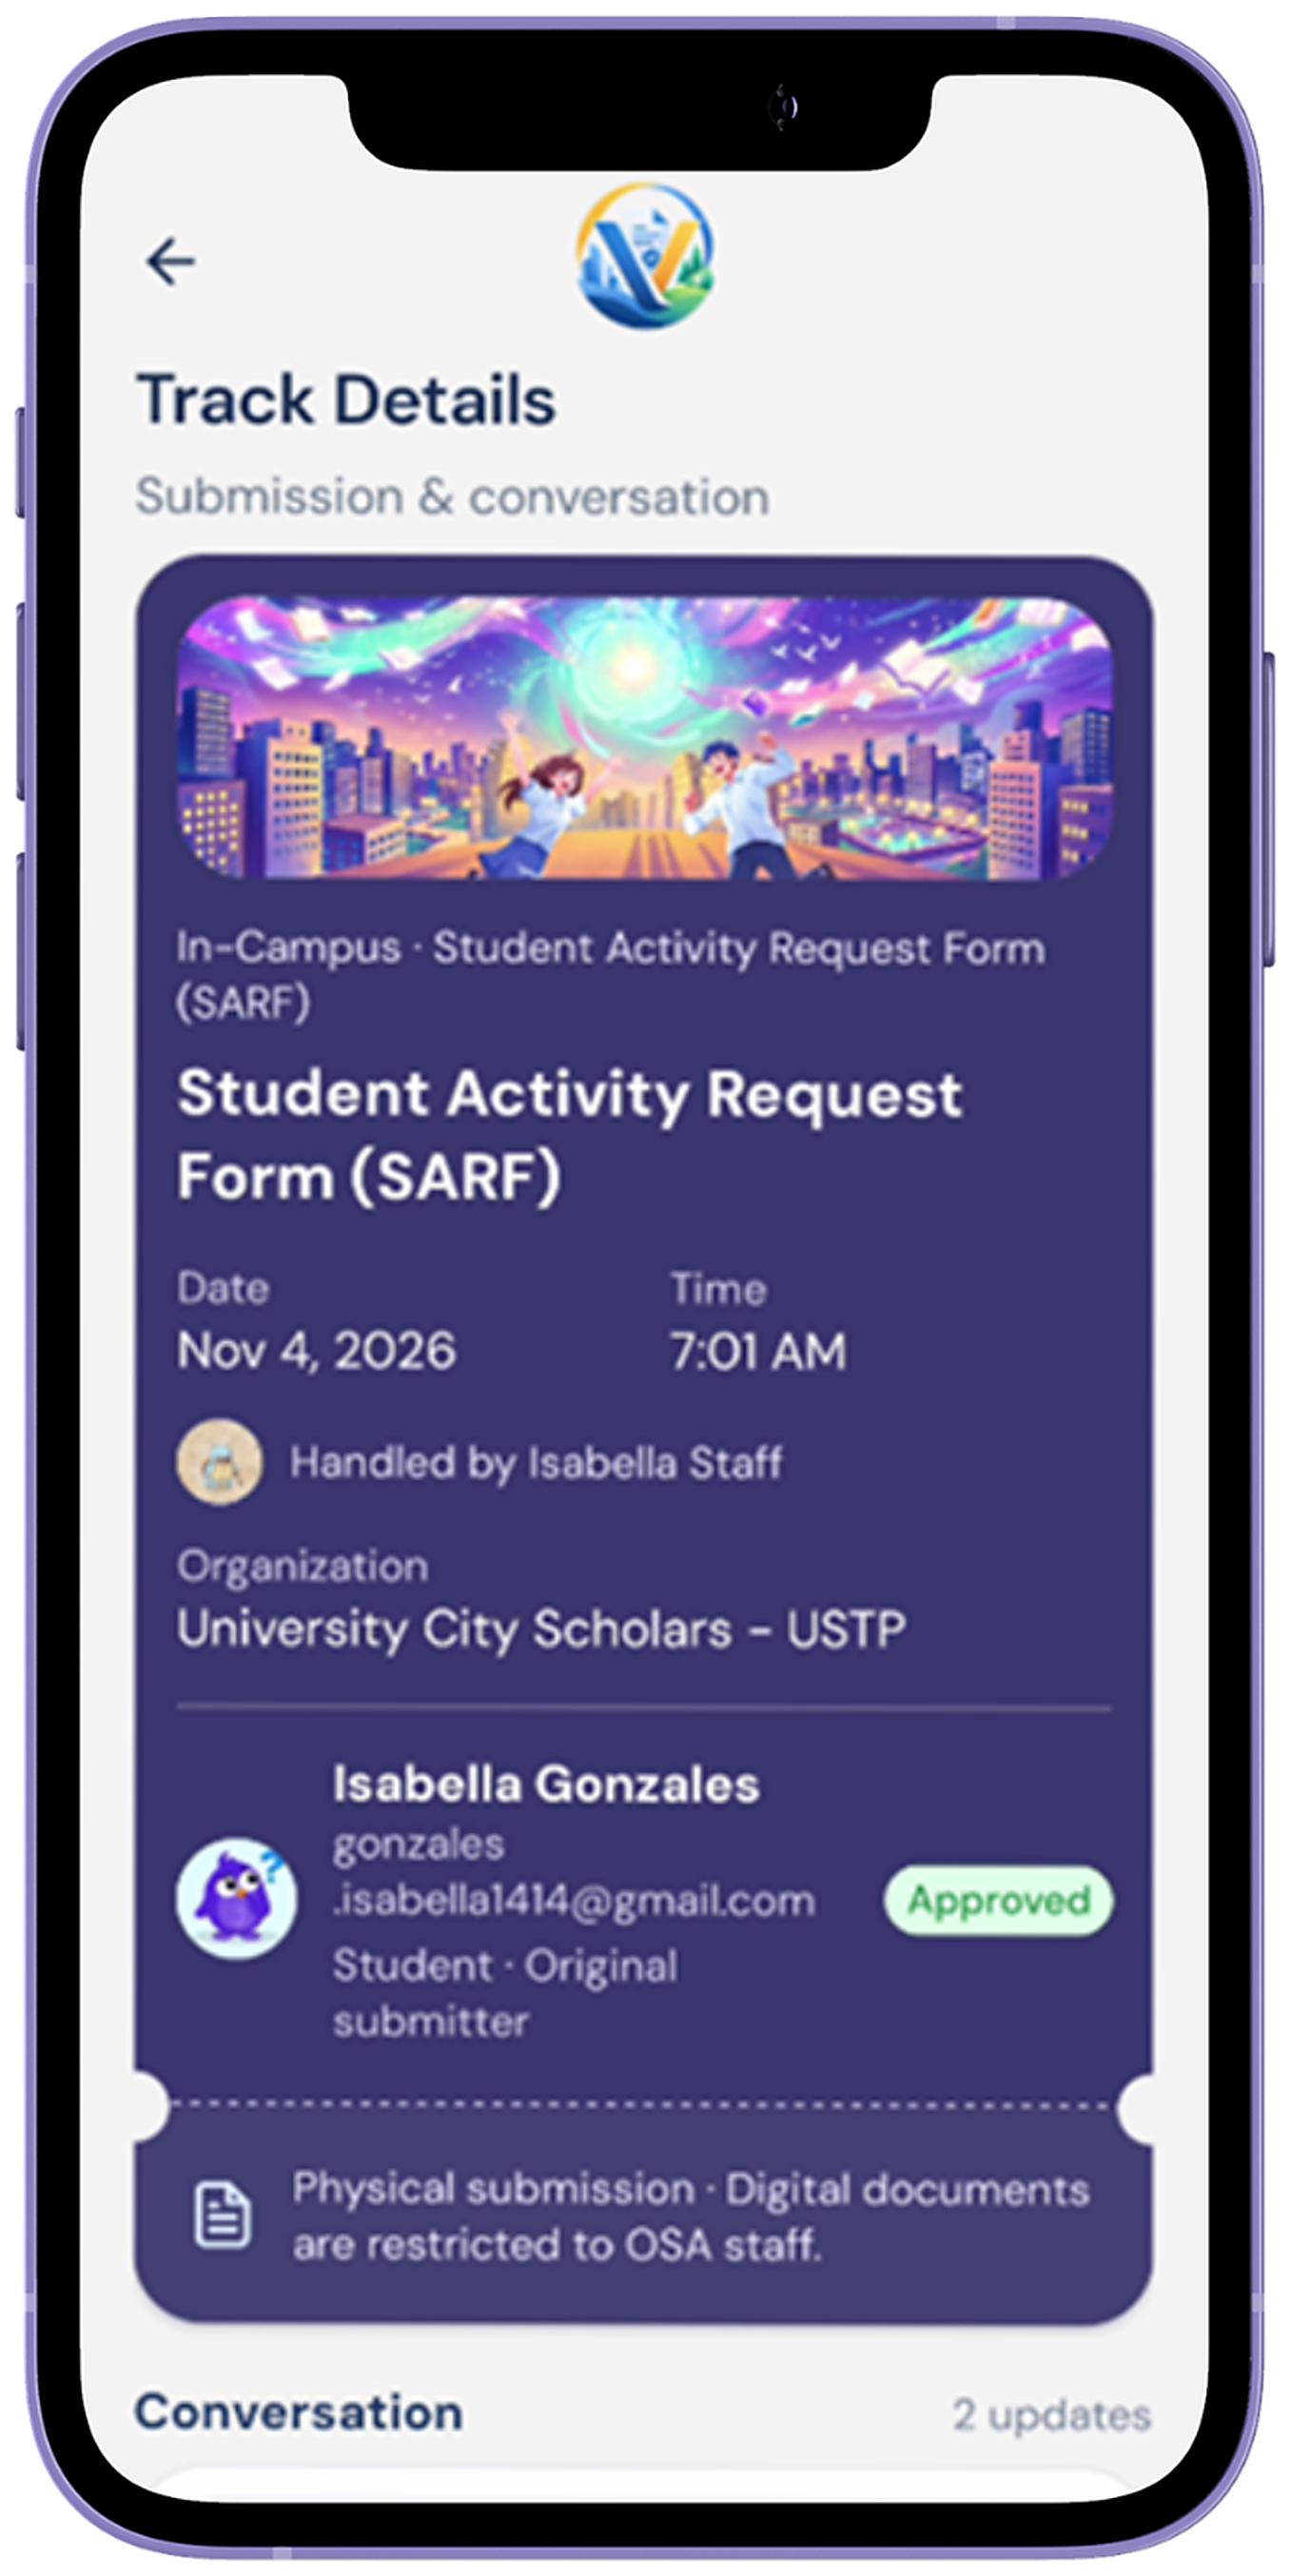 Track Details
Submission & conversation
In-Campus · Student Activity Request Form
(SARF)
Student Activity Request
Form (SARF)
Date
Time
Nov 4, 2026
7:01 AM
Handled by Isabella Staff
Organization
University City Scholars - USTP
Isabella Gonzales
gonzales
.isabella1414@gmail.com
Approved
Student · Original
submitter
Physical submission · Digital documents
are restricted to OSA staff.
Conversation
2 updates